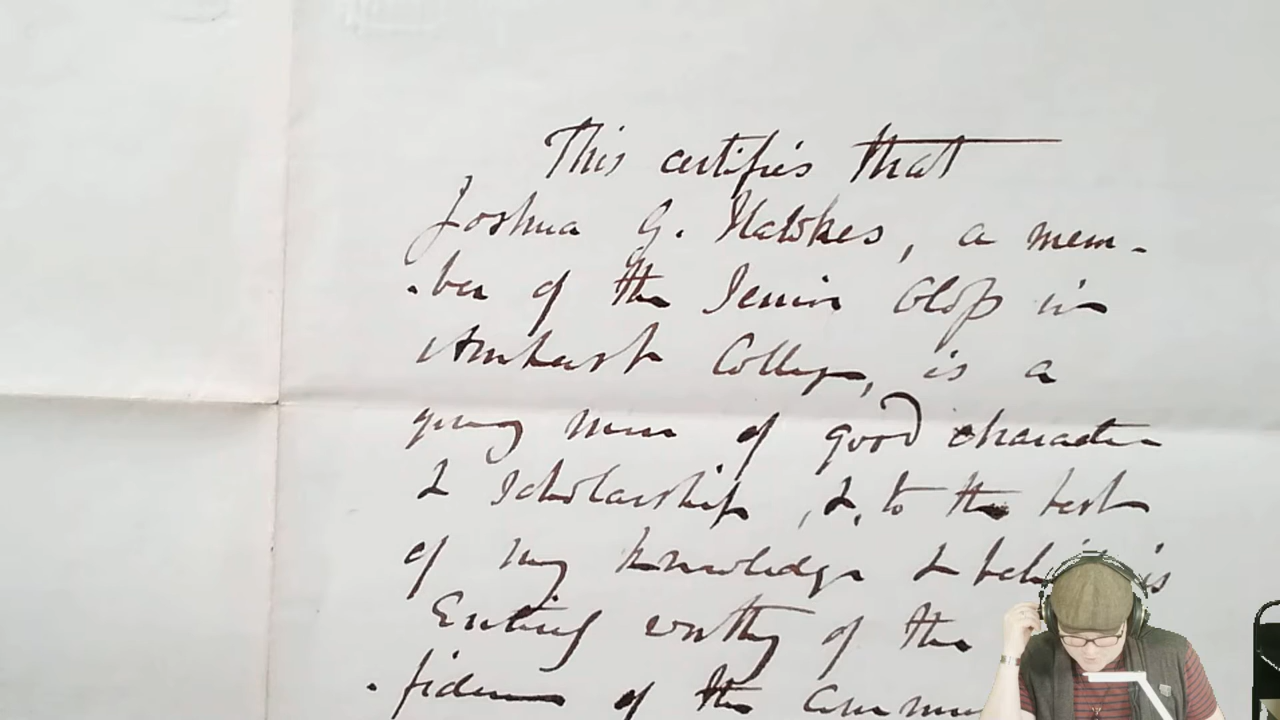 This certifies that
Joshua G. Hawkes, a mem-
-ber of the Senior Class in
Amherst College, is a
young man of good character
& scholarship, &, to the best
of my knowledge & belief is
Entirely worthy of the
-fidence of the